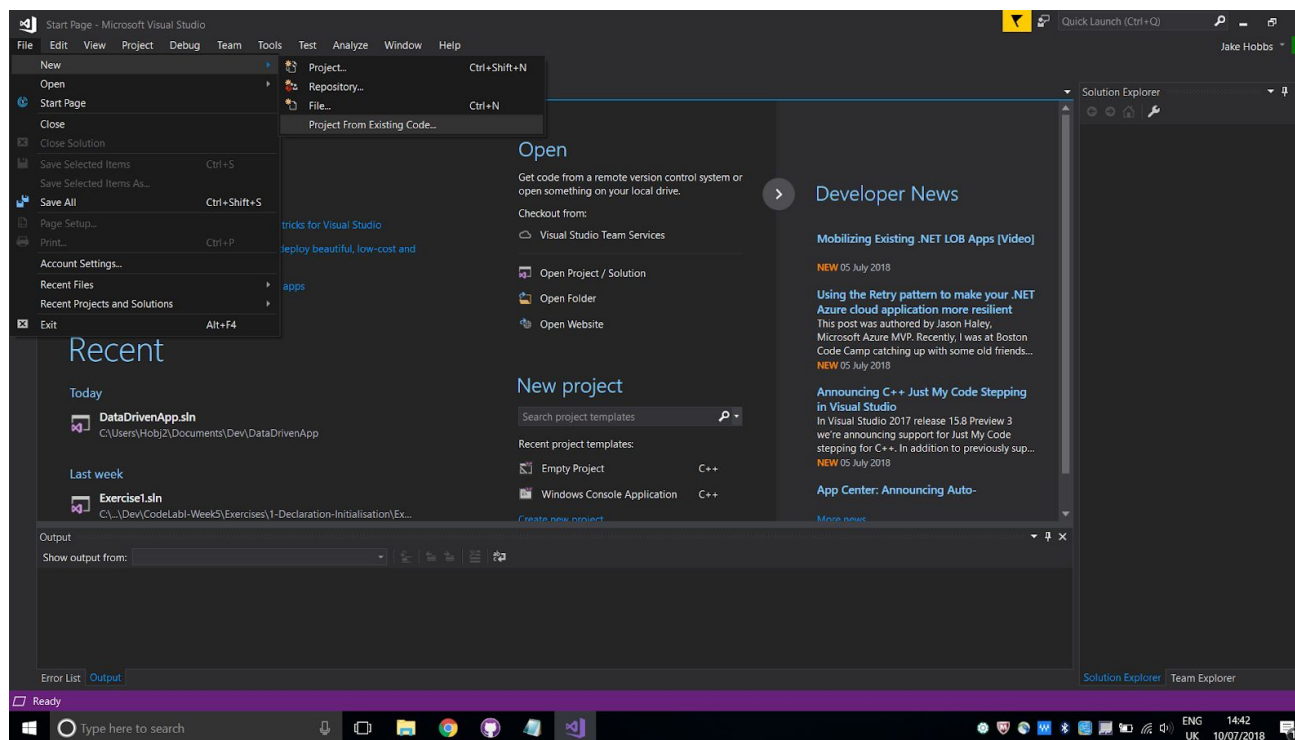 Start Page - Microsoft Visual Studio
Quick Launch (Ctrl+Q)
File Edit View Project Debug Team Tools Test Analyze Window Help
Jake Hobbs
New
Open
Start Page
Close
Close Solution
Save Selected Items Ctrl+S
Save Selected Items As...
Save All Ctrl+Shift+S
Page Setup...
Print... Ctrl+P
Account Settings...
Recent Files
Recent Projects and Solutions
Exit Alt+F4
Project... Ctrl+Shift+N
Repository...
File... Ctrl+N
Project From Existing Code...
tricks for Visual Studio
deploy beautiful, low-cost and
apps
Recent
Today
DataDrivenApp.sln
C:\Users\Hobj2\Documents\Dev\DataDrivenApp
Last week
Exercise1.sln
C:\...\Dev\CodeLabI-Week5\Exercises\1-Declaration-Initialisation\Ex...
Open
Get code from a remote version control system or
open something on your local drive.
Checkout from:
Visual Studio Team Services
Open Project / Solution
Open Folder
Open Website
New project
Search project templates
Recent project templates:
Empty Project C++
Windows Console Application C++
Create new project
Developer News
Mobilizing Existing .NET LOB Apps [Video]
NEW 05 July 2018
Using the Retry pattern to make your .NET
Azure cloud application more resilient
This post was authored by Jason Haley,
Microsoft Azure MVP. Recently, I was at Boston
Code Camp catching up with some old friends...
NEW 05 July 2018
Announcing C++ Just My Code Stepping
in Visual Studio
In Visual Studio 2017 release 15.8 Preview 3
we're announcing support for Just My Code
stepping for C++. In addition to previously sup...
NEW 05 July 2018
App Center: Announcing Auto-
More news
Solution Explorer
Output
Show output from:
Error List Output
Solution Explorer Team Explorer
Ready
Type here to search
ENG
UK
14:42
10/07/2018